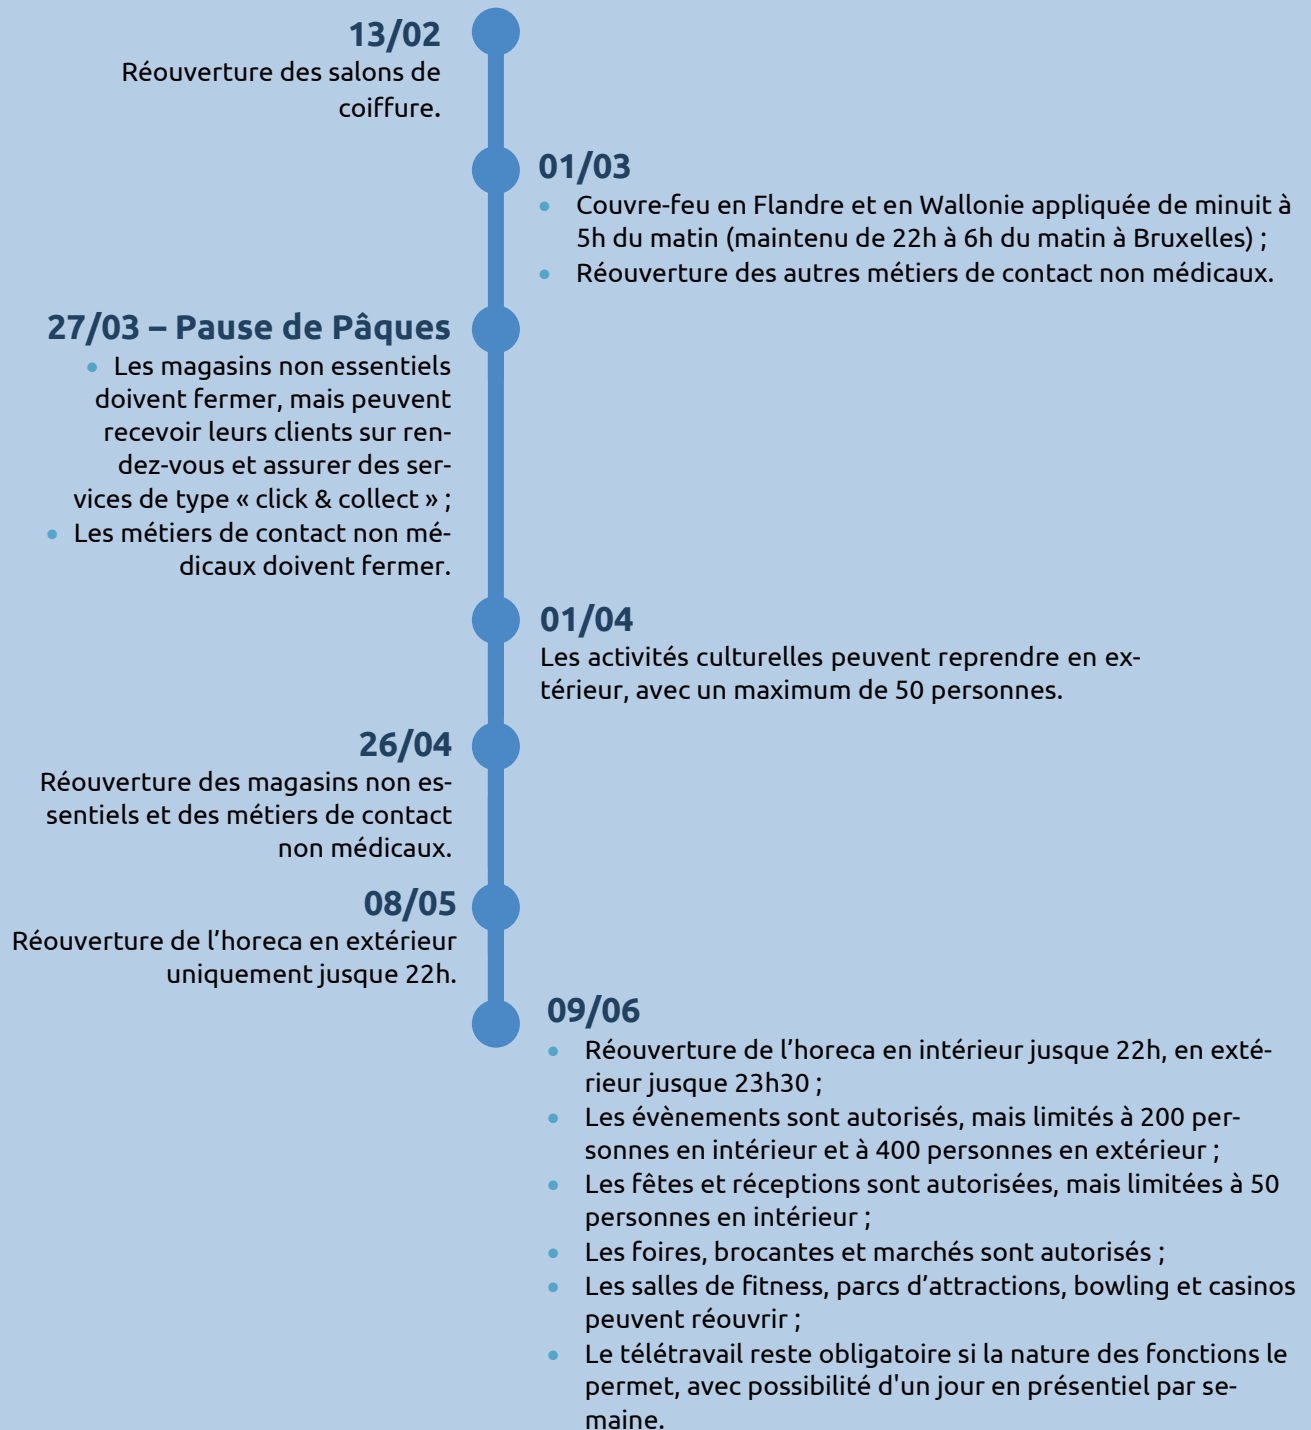 13/02
Réouverture des salons de
coiffure.
01/03
• Couvre-feu en Flandre et en Wallonie appliquée de minuit à
5h du matin (maintenu de 22h à 6h du matin à Bruxelles) ;
• Réouverture des autres métiers de contact non médicaux.
27/03 – Pause de Pâques
• Les magasins non essentiels
doivent fermer, mais peuvent
recevoir leurs clients sur ren-
dez-vous et assurer des ser-
vices de type « click & collect » ;
• Les métiers de contact non mé-
dicaux doivent fermer.
01/04
Les activités culturelles peuvent reprendre en ex-
térieur, avec un maximum de 50 personnes.
26/04
Réouverture des magasins non es-
sentiels et des métiers de contact
non médicaux.
08/05
Réouverture de l’horeca en extérieur
uniquement jusque 22h.
09/06
• Réouverture de l’horeca en intérieur jusque 22h, en exté-
rieur jusque 23h30 ;
• Les évènements sont autorisés, mais limités à 200 per-
sonnes en intérieur et à 400 personnes en extérieur ;
• Les fêtes et réceptions sont autorisées, mais limitées à 50
personnes en intérieur ;
• Les foires, brocantes et marchés sont autorisés ;
• Les salles de fitness, parcs d’attractions, bowling et casinos
peuvent réouvrir ;
• Le télétravail reste obligatoire si la nature des fonctions le
permet, avec possibilité d'un jour en présentiel par se-
maine.